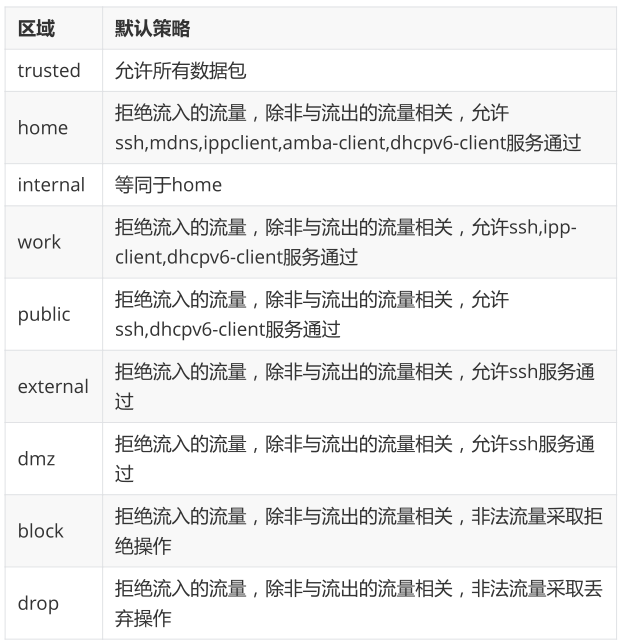 区域 默认策略
trusted 允许所有数据包
home 拒绝流入的流量，除非与流出的流量相关，允许
ssh,mdns,ippclient,amba-client,dhcpv6-client服务通过
internal 等同于home
work 拒绝流入的流量，除非与流出的流量相关，允许ssh,ipp-
client,dhcpv6-client服务通过
public 拒绝流入的流量，除非与流出的流量相关，允许
ssh,dhcpv6-client服务通过
external 拒绝流入的流量，除非与流出的流量相关，允许ssh服务通
过
dmz 拒绝流入的流量，除非与流出的流量相关，允许ssh服务通
过
block 拒绝流入的流量，除非与流出的流量相关，非法流量采取拒
绝操作
drop 拒绝流入的流量，除非与流出的流量相关，非法流量采取丢
弃操作